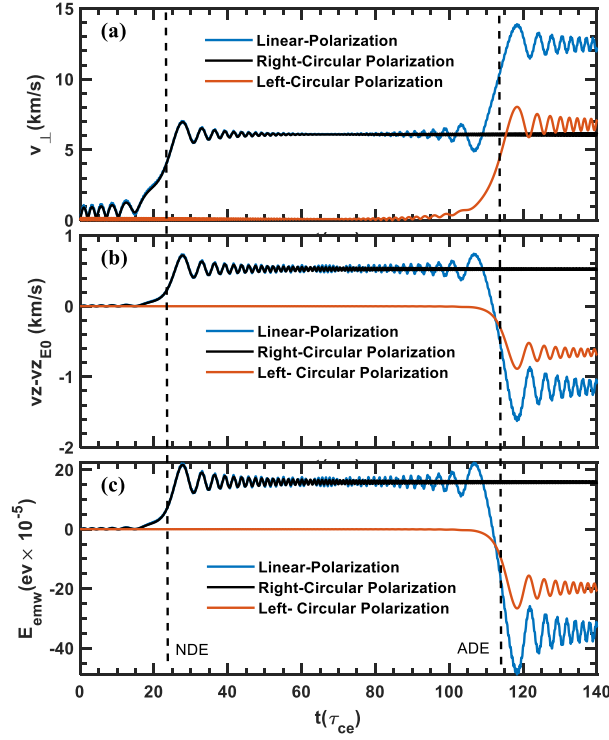 15
(a)
Linear-Polarization
Right-Circular Polarization
Left-Circular Polarization
10
5
0
v⊥(km/s)
1
(b)
0
Linear-Polarization
Right-Circular Polarization
Left- Circular Polarization
-1
-2
vz-vzE0 (km/s)
20
(c)
0
Linear-Polarization
Right-Circular Polarization
Left- Circular Polarization
-20
-40
Eemw(ev × 10-5)
NDE
ADE
0 20 40 60 80 100 120 140
t(τce)